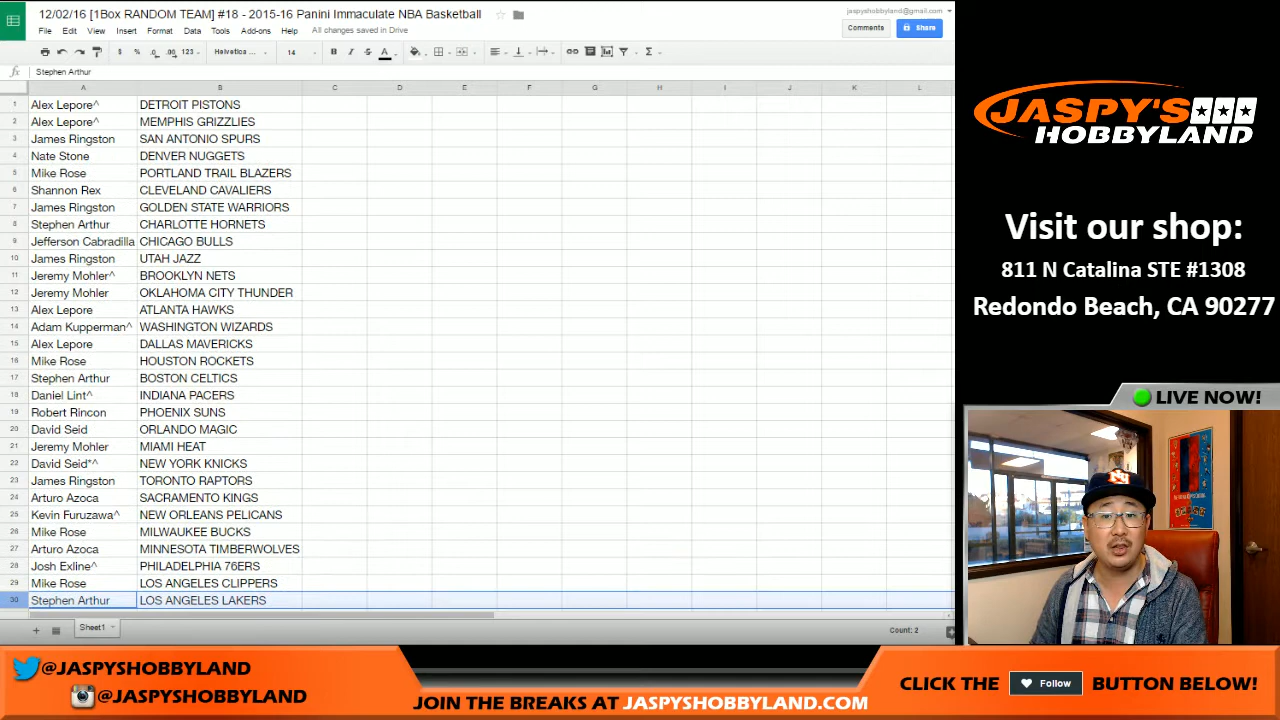 12/02/16 [1Box RANDOM TEAM] #18 - 2015-16 Panini Immaculate NBA Basketball
jaspyshobbyland@gmail.com
File Edit View Insert Format Data Tools Add-ons Help All changes saved in Drive
Comments Share
$ % .0 .00 123 Helvetica ... 14 B I S A Σ
fx Stephen Arthur
A B C D E F G H I J K L
1 Alex Lepore^ DETROIT PISTONS
2 Alex Lepore^ MEMPHIS GRIZZLIES
3 James Ringston SAN ANTONIO SPURS
4 Nate Stone DENVER NUGGETS
5 Mike Rose PORTLAND TRAIL BLAZERS
6 Shannon Rex CLEVELAND CAVALIERS
7 James Ringston GOLDEN STATE WARRIORS
8 Stephen Arthur CHARLOTTE HORNETS
9 Jefferson Cabradilla CHICAGO BULLS
10 James Ringston UTAH JAZZ
11 Jeremy Mohler^ BROOKLYN NETS
12 Jeremy Mohler OKLAHOMA CITY THUNDER
13 Alex Lepore ATLANTA HAWKS
14 Adam Kupperman^ WASHINGTON WIZARDS
15 Alex Lepore DALLAS MAVERICKS
16 Mike Rose HOUSTON ROCKETS
17 Stephen Arthur BOSTON CELTICS
18 Daniel Lint^ INDIANA PACERS
19 Robert Rincon PHOENIX SUNS
20 David Seid ORLANDO MAGIC
21 Jeremy Mohler MIAMI HEAT
22 David Seid*^ NEW YORK KNICKS
23 James Ringston TORONTO RAPTORS
24 Arturo Azoca SACRAMENTO KINGS
25 Kevin Furuzawa^ NEW ORLEANS PELICANS
26 Mike Rose MILWAUKEE BUCKS
27 Arturo Azoca MINNESOTA TIMBERWOLVES
28 Josh Exline^ PHILADELPHIA 76ERS
29 Mike Rose LOS ANGELES CLIPPERS
30 Stephen Arthur LOS ANGELES LAKERS
Sheet1
Count: 2
JASPY'S
HOBBYLAND
Visit our shop:
811 N Catalina STE #1308
Redondo Beach, CA 90277
LIVE NOW!
@JASPYSHOBBYLAND
@JASPYSHOBBYLAND
JOIN THE BREAKS AT JASPYSHOBBYLAND.COM
CLICK THE Follow BUTTON BELOW!